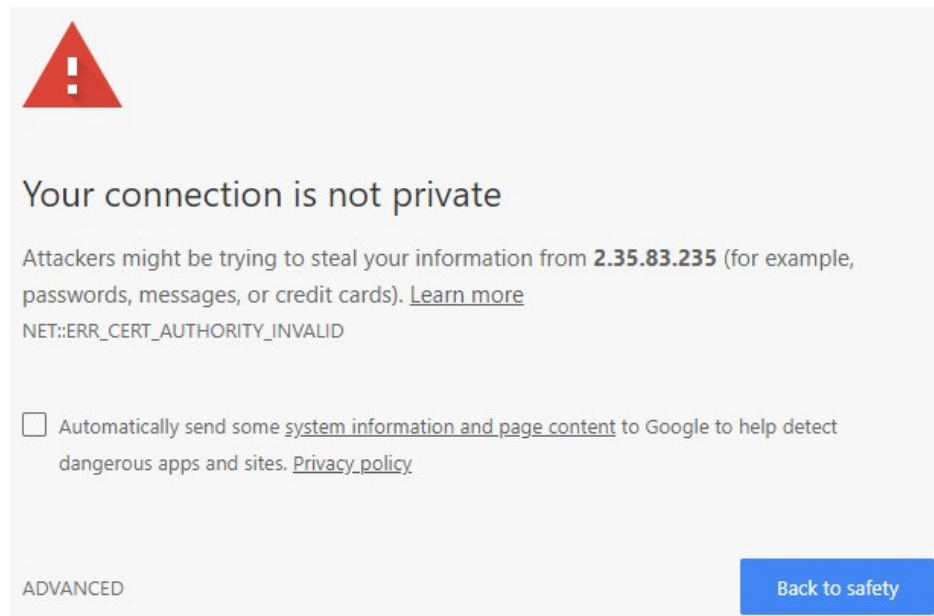 Your connection is not private
Attackers might be trying to steal your information from 2.35.83.235 (for example,
passwords, messages, or credit cards). Learn more
NET::ERR_CERT_AUTHORITY_INVALID
Automatically send some system information and page content to Google to help detect
dangerous apps and sites. Privacy policy
ADVANCED
Back to safety